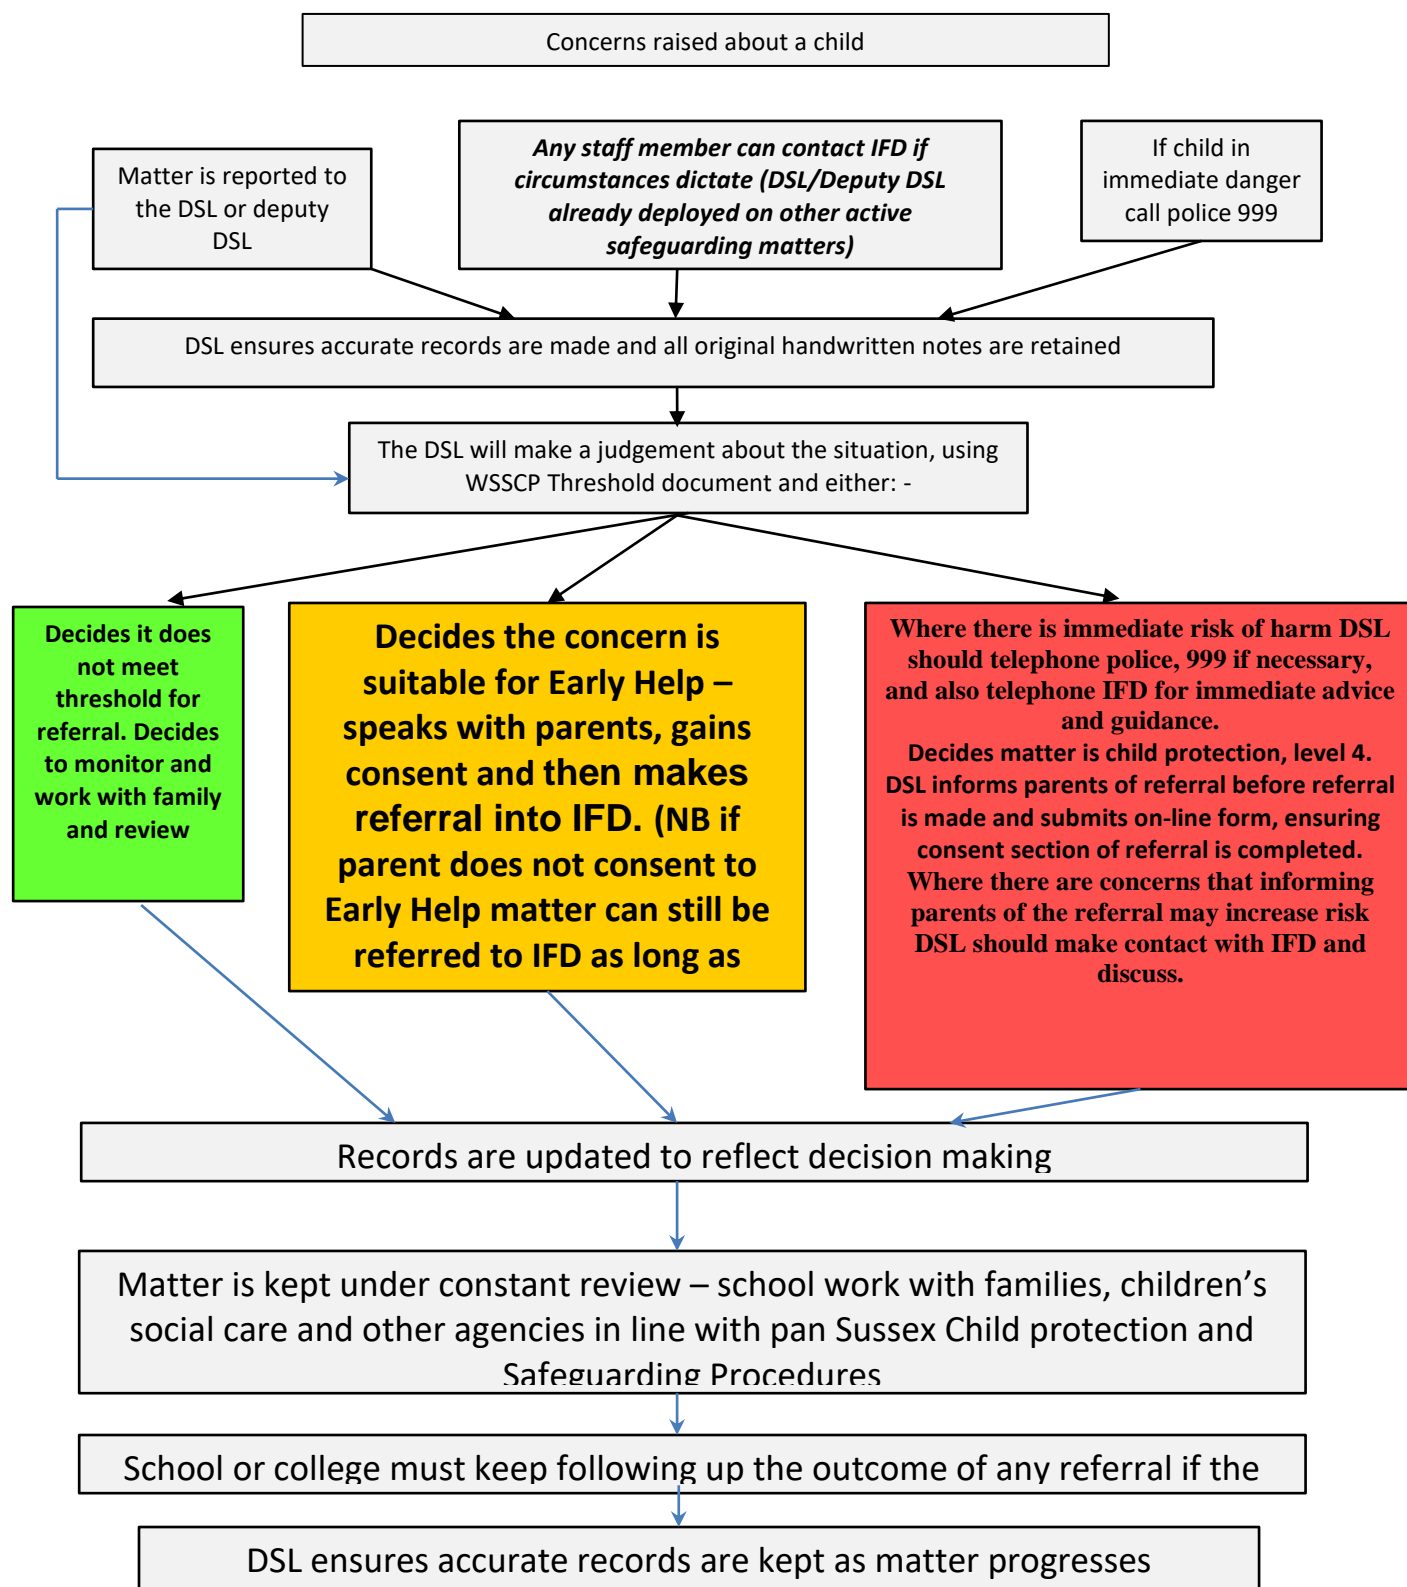 Concerns raised about a child
Matter is reported to
the DSL or deputy
DSL
Any staff member can contact IFD if
circumstances dictate (DSL/Deputy DSL
already deployed on other active
safeguarding matters)
If child in
immediate danger
call police 999
DSL ensures accurate records are made and all original handwritten notes are retained
The DSL will make a judgement about the situation, using
WSSCP Threshold document and either: -
Decides it does
not meet
threshold for
referral. Decides
to monitor and
work with family
and review
Decides the concern is
suitable for Early Help –
speaks with parents, gains
consent and then makes
referral into IFD. (NB if
parent does not consent to
Early Help matter can still be
referred to IFD as long as
Where there is immediate risk of harm DSL
should telephone police, 999 if necessary,
and also telephone IFD for immediate advice
and guidance.
Decides matter is child protection, level 4.
DSL informs parents of referral before referral
is made and submits on-line form, ensuring
consent section of referral is completed.
Where there are concerns that informing
parents of the referral may increase risk
DSL should make contact with IFD and
discuss.
Records are updated to reflect decision making
Matter is kept under constant review – school work with families, children’s
social care and other agencies in line with pan Sussex Child protection and
Safeguarding Procedures
School or college must keep following up the outcome of any referral if the
DSL ensures accurate records are kept as matter progresses